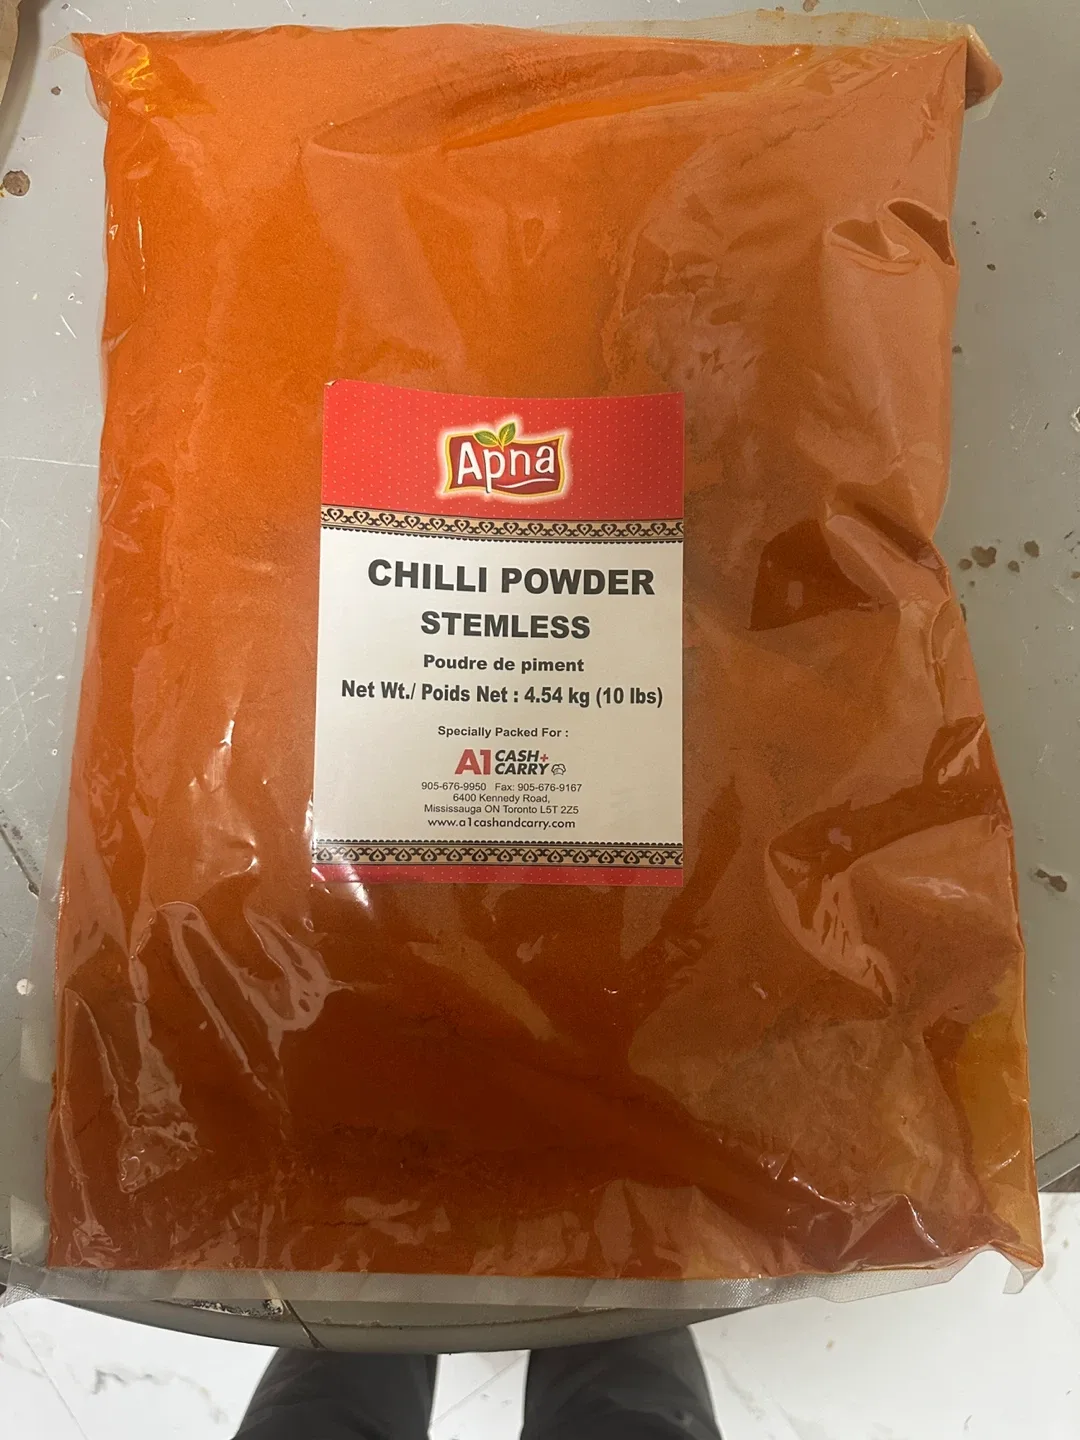 Apna
CHILLI POWDER
STEMLESS
Poudre de piment
Net Wt./ Poids Net : 4.54 kg (10 lbs)
Specially Packed For :
A1 CASH+
CARRY
905-676-9950 Fax: 905-676-9167
6400 Kennedy Road,
Mississauga ON Toronto L5T 2Z5
www.a1cashandcarry.com